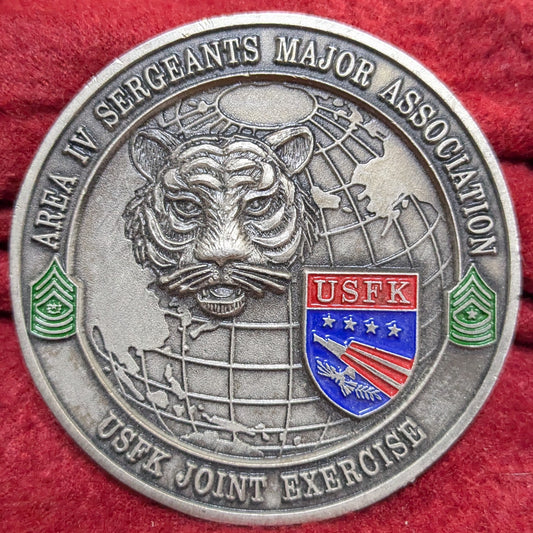 AREA IV SERGEANTS MAJOR ASSOCIATION
USFK
USFK JOINT EXERCISE